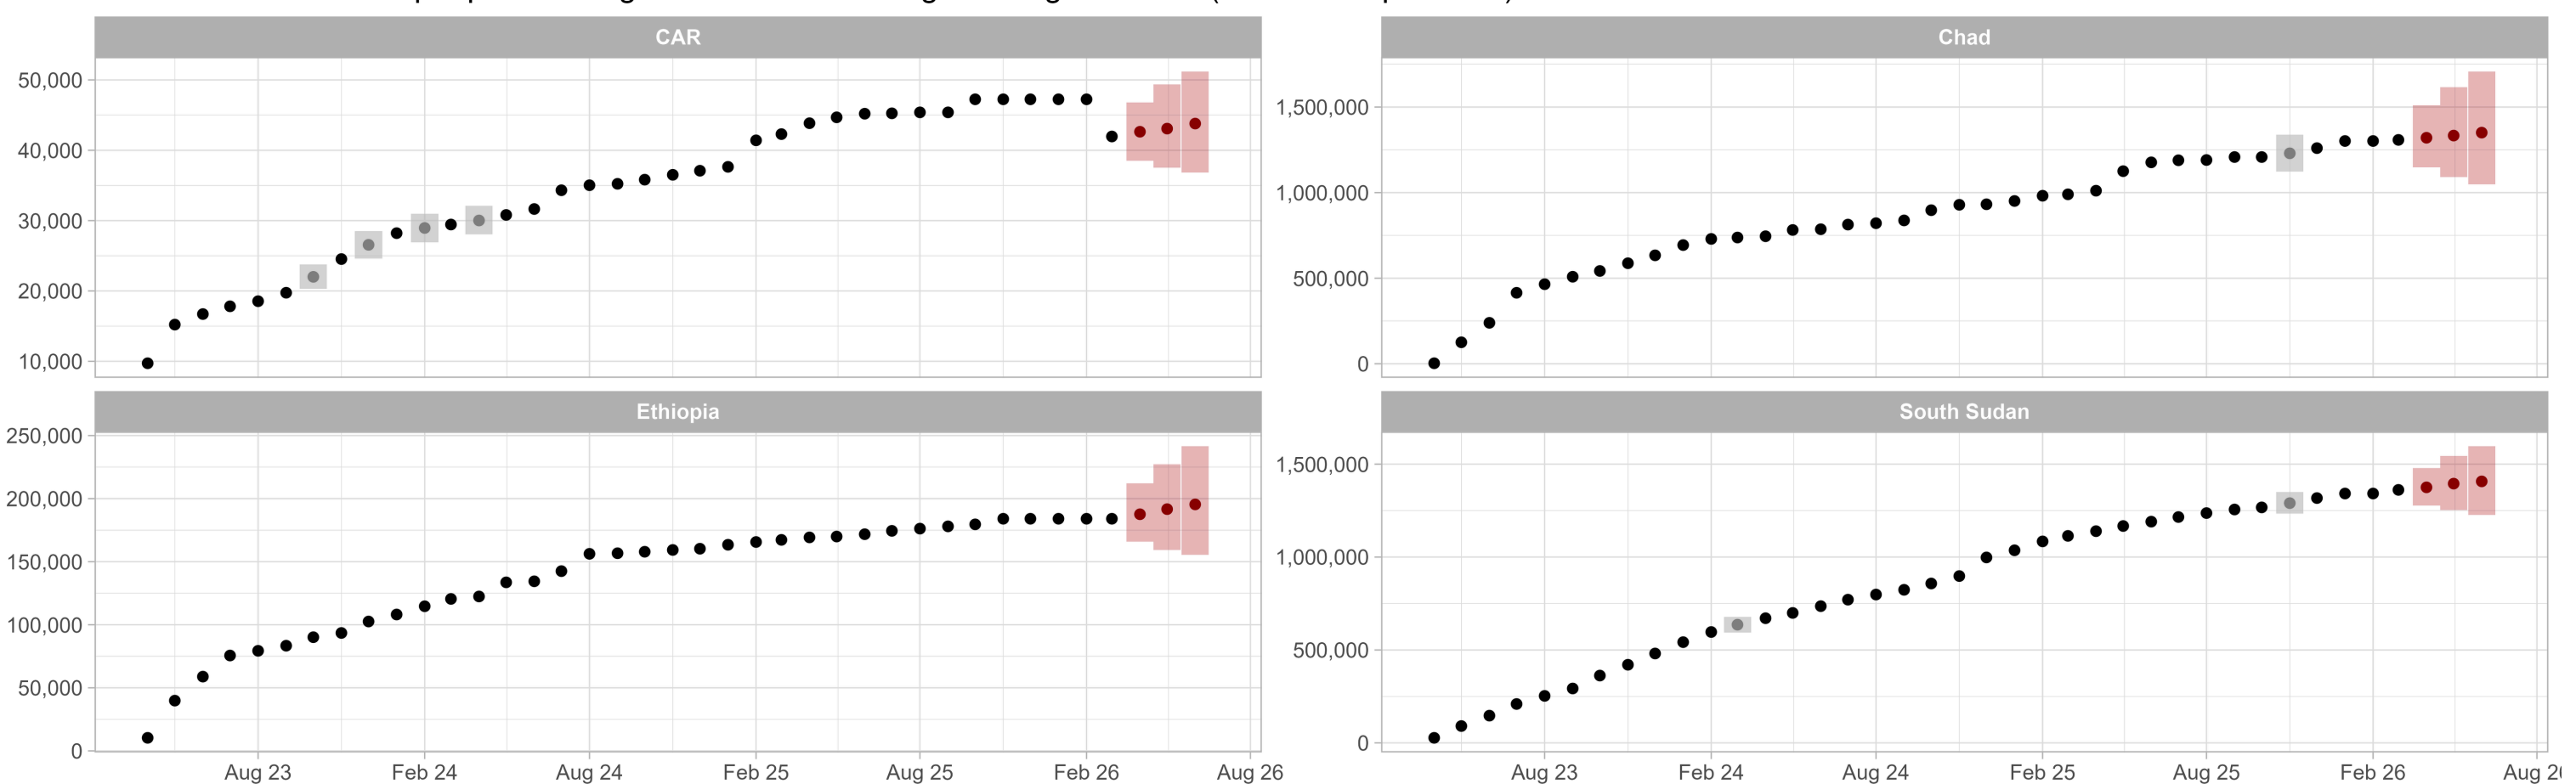 CAR
Chad
50,000
40,000
30,000
20,000
10,000
1,500,000
1,000,000
500,000
0
Ethiopia
South Sudan
250,000
200,000
150,000
100,000
50,000
0
1,500,000
1,000,000
500,000
0
Aug 23
Feb 24
Aug 24
Feb 25
Aug 25
Feb 26
Aug 26
Aug 23
Feb 24
Aug 24
Feb 25
Aug 25
Feb 26